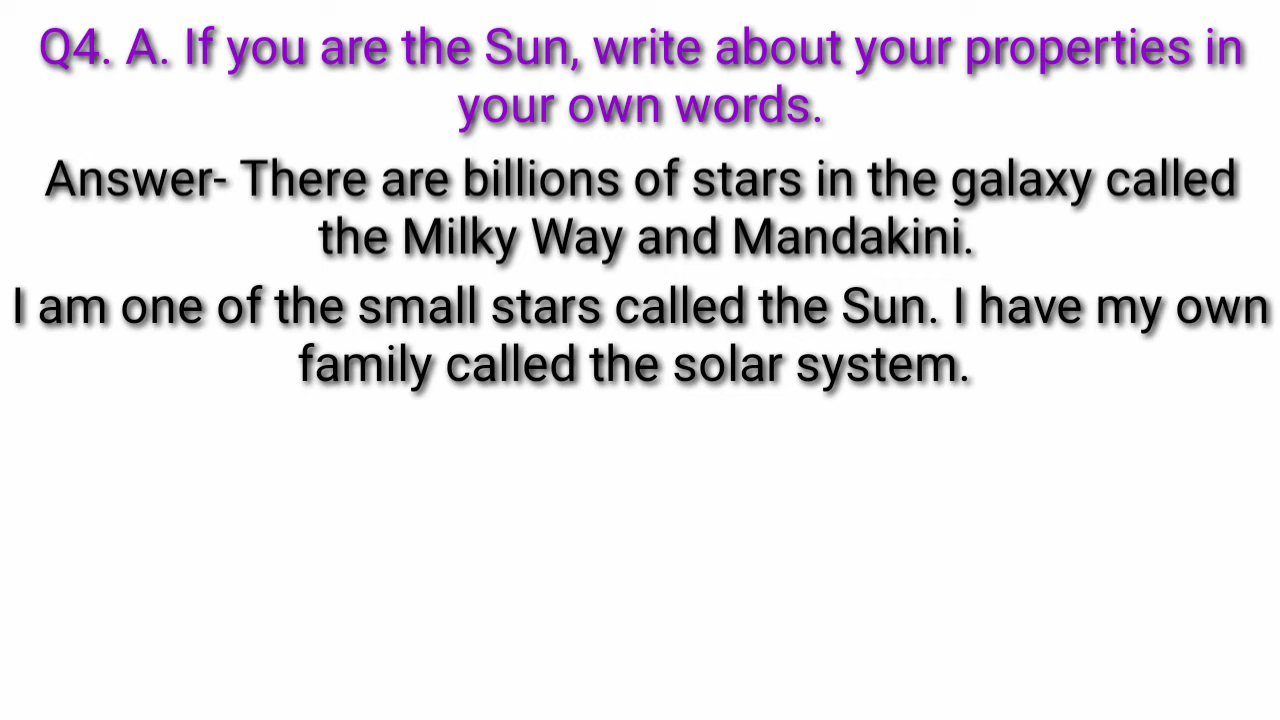 Q4. A. If you are the Sun, write about your properties in
your own words.
Answer- There are billions of stars in the galaxy called
the Milky Way and Mandakini.
I am one of the small stars called the Sun. I have my own
family called the solar system.